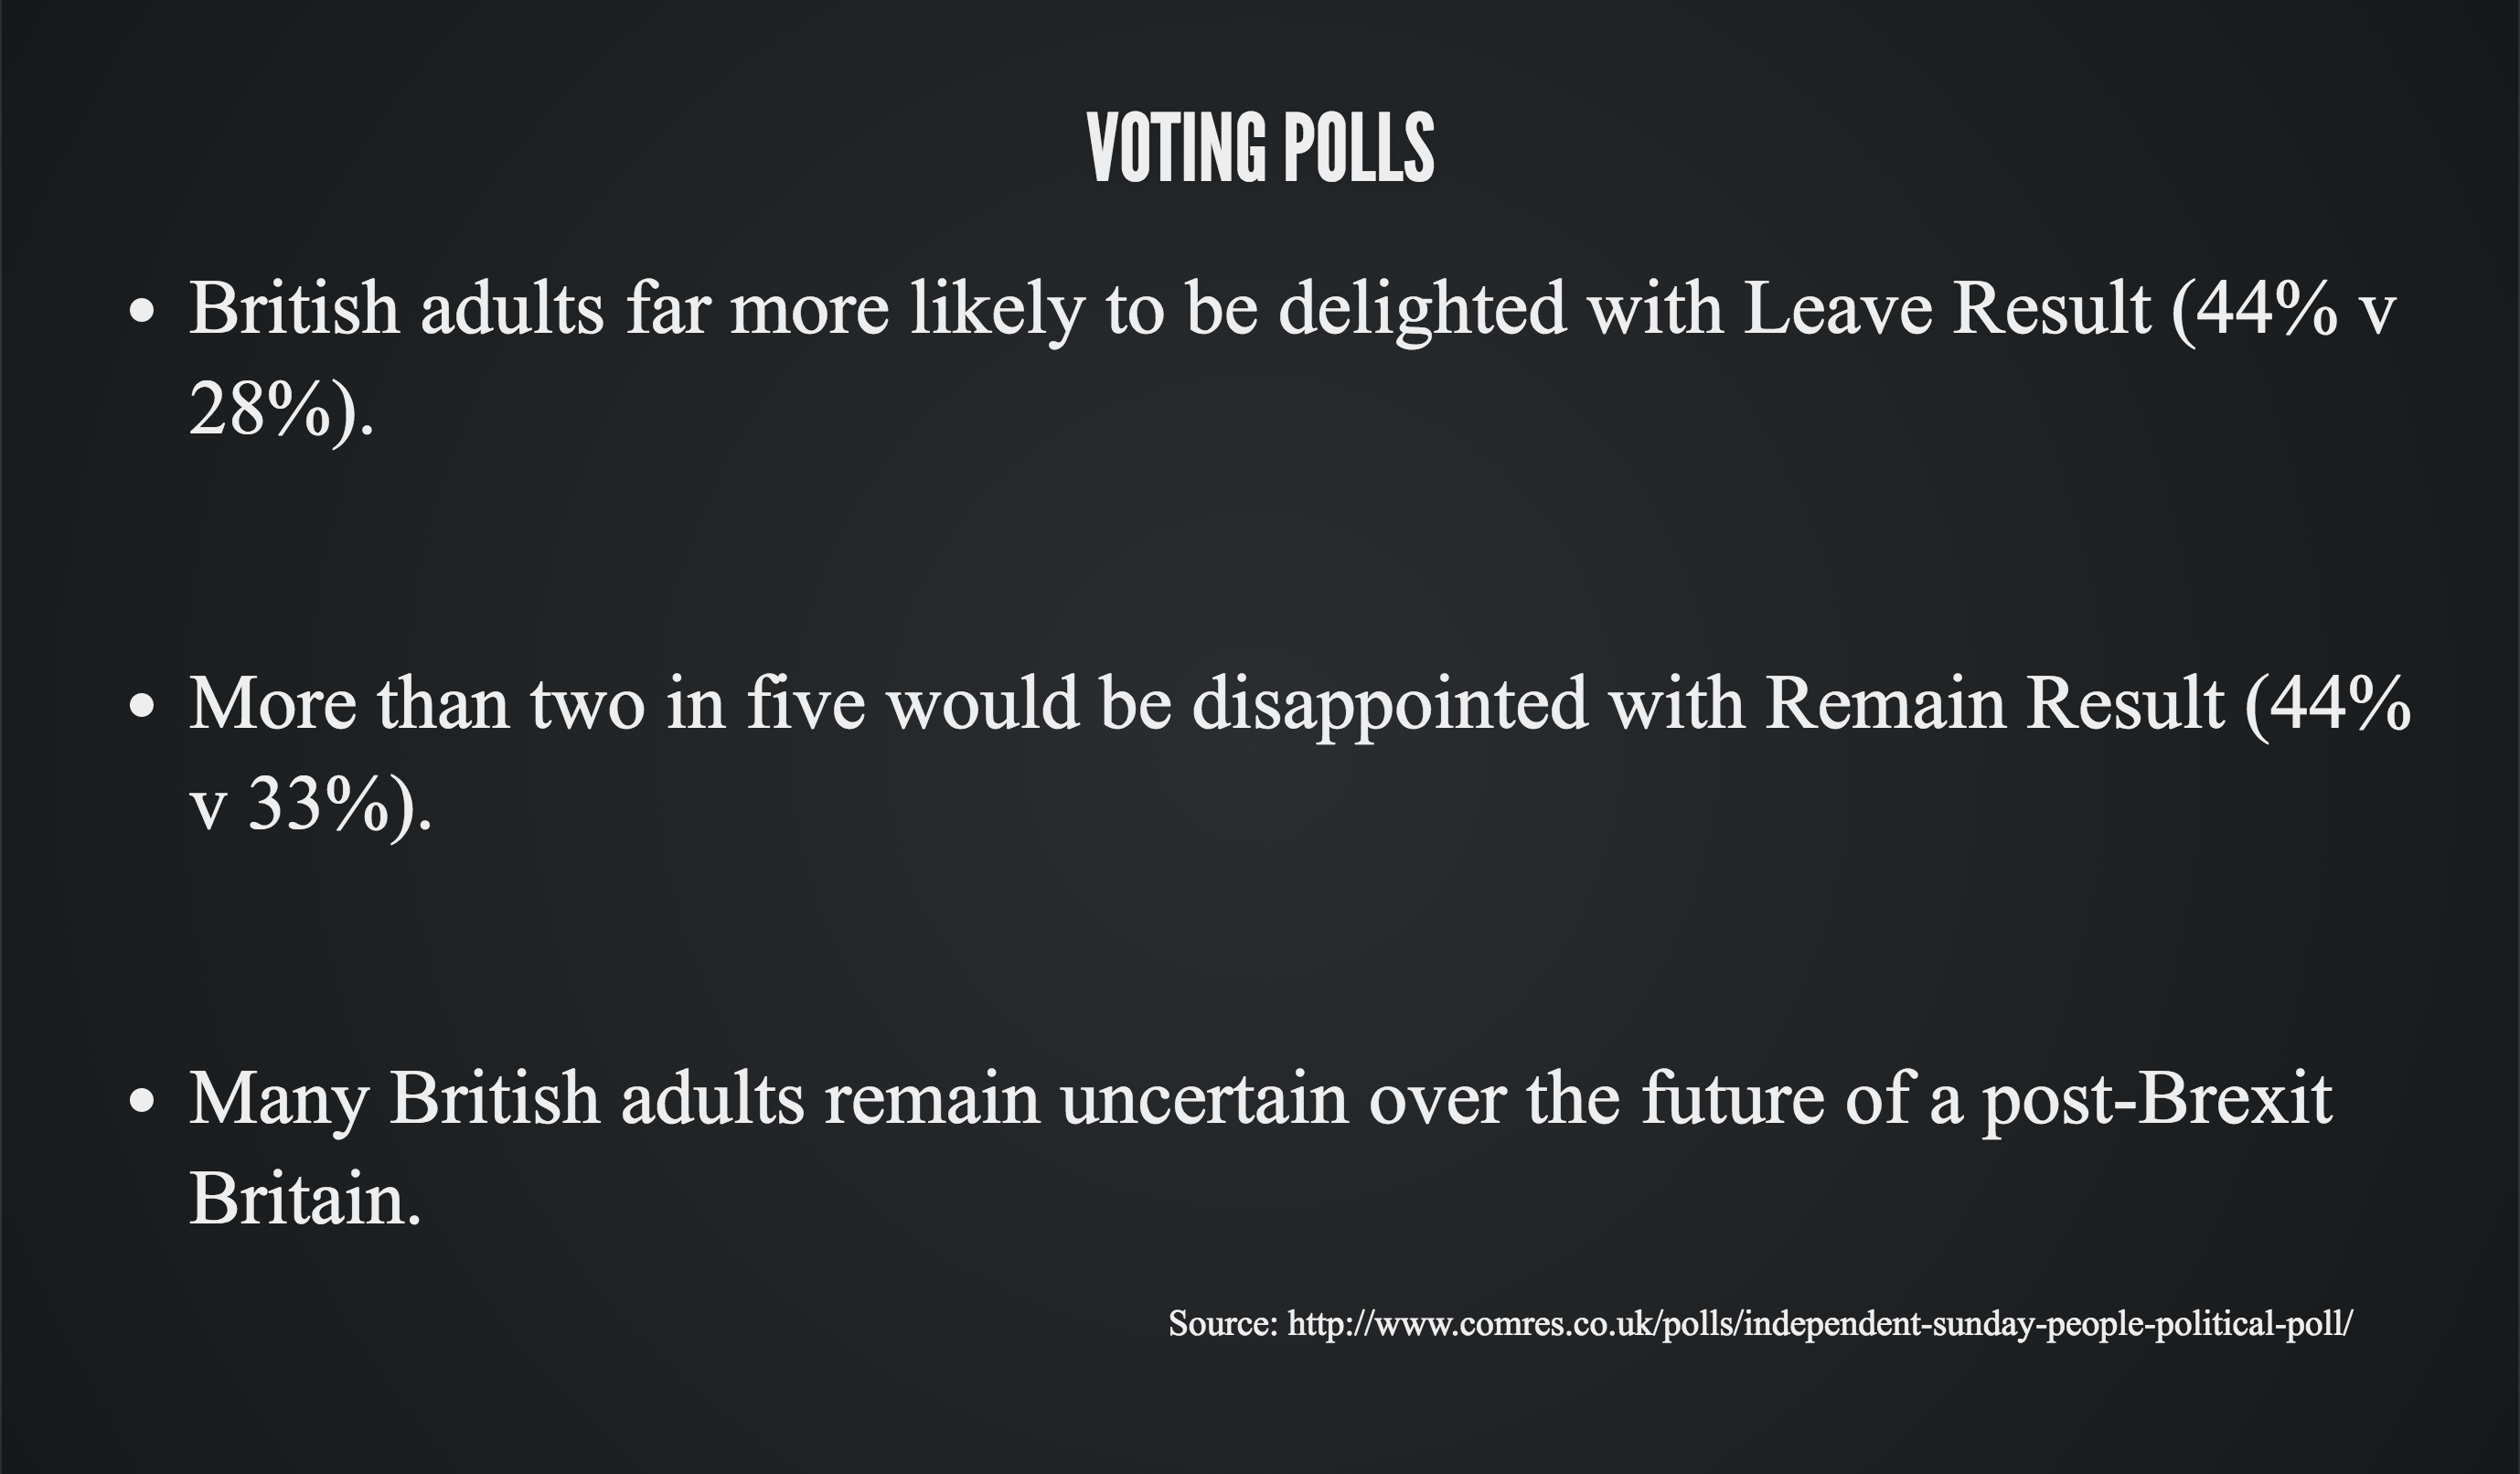 VOTING POLLS
• British adults far more likely to be delighted with Leave Result (44% v
28%).
• More than two in five would be disappointed with Remain Result (44%
v 33%).
• Many British adults remain uncertain over the future of a post-Brexit
Britain.
Source: http://www.comres.co.uk/polls/independent-sunday-people-political-poll/